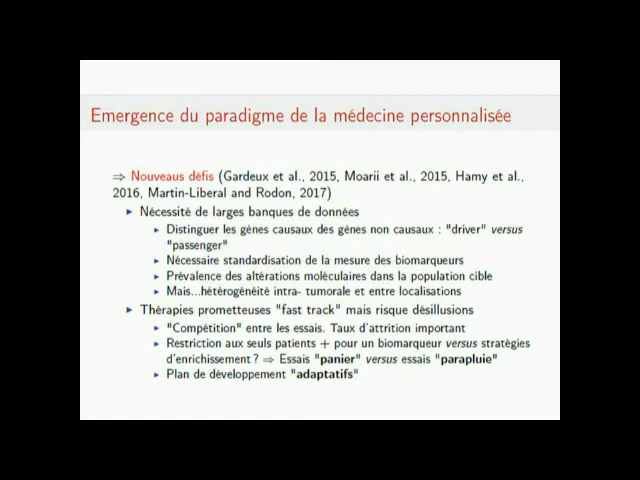 Emergence du paradigme de la médecine personnalisée
⇒ Nouveaus défis (Gardeux et al., 2015, Moarii et al., 2015, Hamy et al.,
2016, Martin-Liberal and Rodon, 2017)
▶ Nécessité de larges banques de données
▶ Distinguer les gènes causaux des gènes non causaux : "driver" versus
"passenger"
▶ Nécessaire standardisation de la mesure des biomarqueurs
▶ Prévalence des altérations moléculaires dans la population cible
▶ Mais...hétérogénéité intra- tumorale et entre localisations
▶ Thérapies prometteuses "fast track" mais risque désillusions
▶ "Compétition" entre les essais. Taux d'attrition important
▶ Restriction aux seuls patients + pour un biomarqueur versus stratégies
d'enrichissement ? ⇒ Essais "panier" versus essais "parapluie"
▶ Plan de développement "adaptatifs"